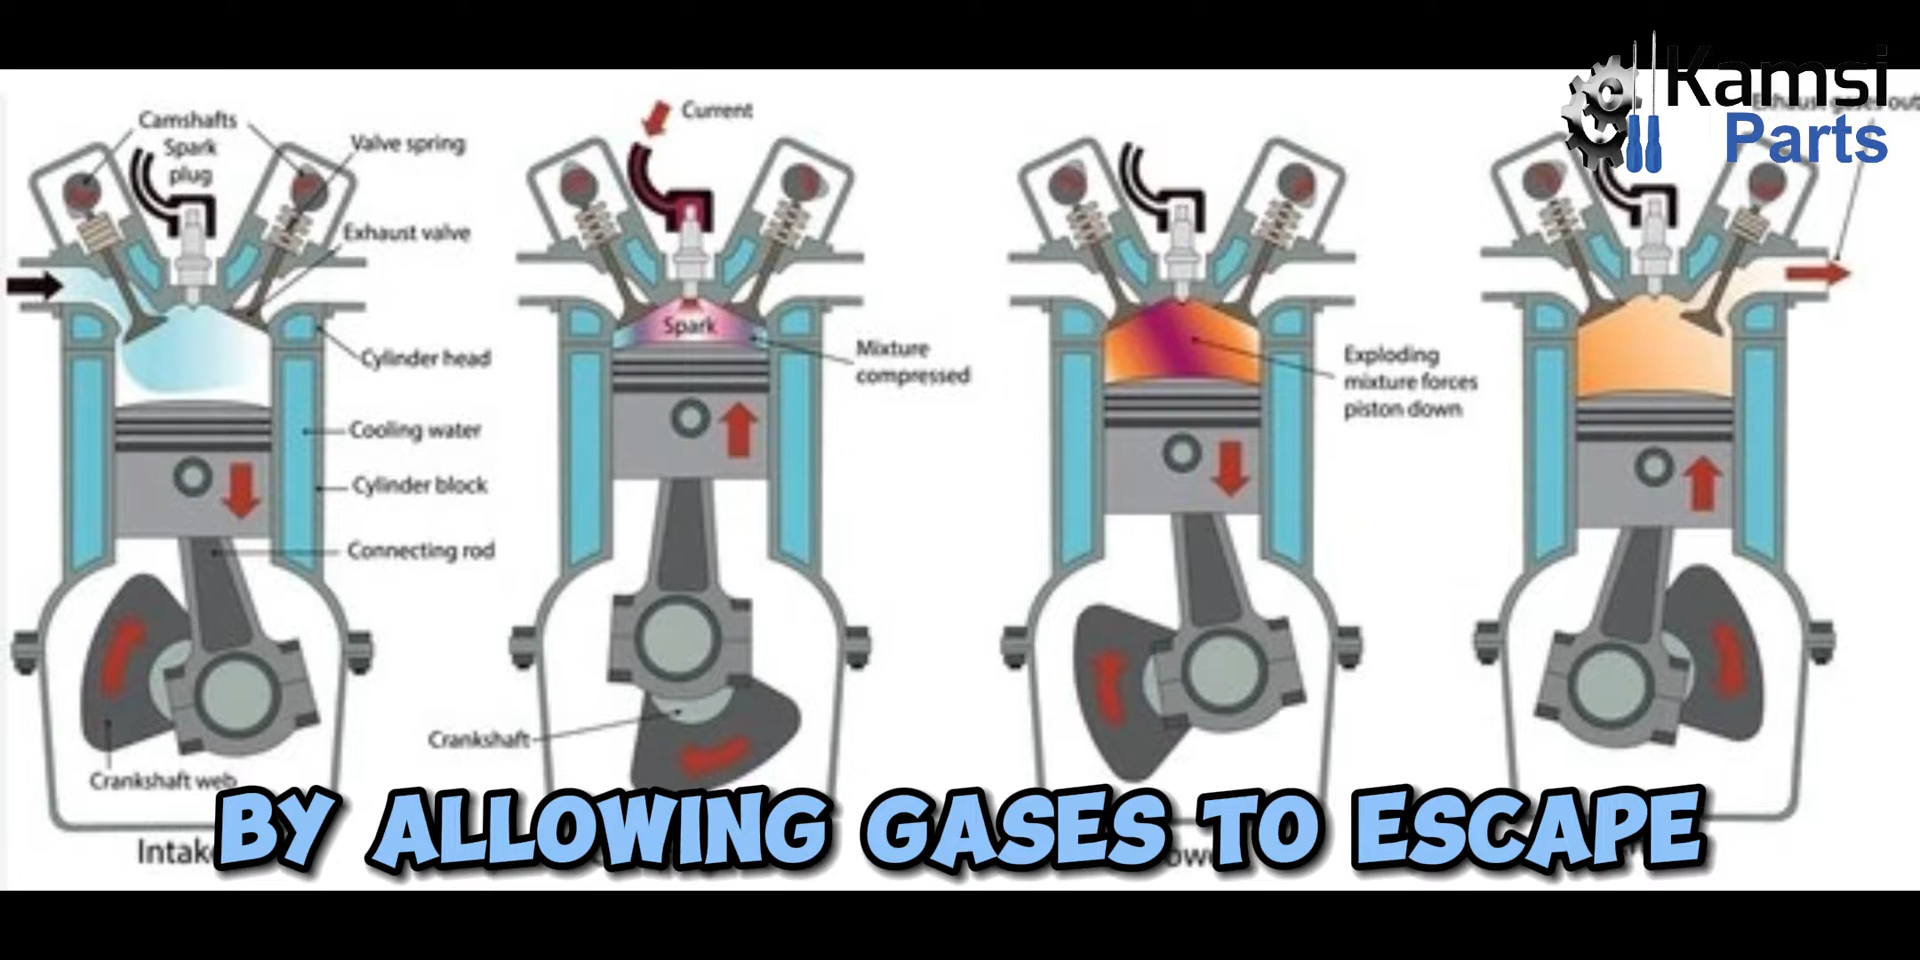 Kamsi
Parts
Camshafts
Spark
plug
Valve spring
Exhaust valve
Cylinder head
Cooling water
Cylinder block
Connecting rod
Crankshaft web
Current
Spark
Mixture
compressed
Crankshaft
Exploding
mixture forces
piston down
out
BY ALLOWING GASES TO ESCAPE